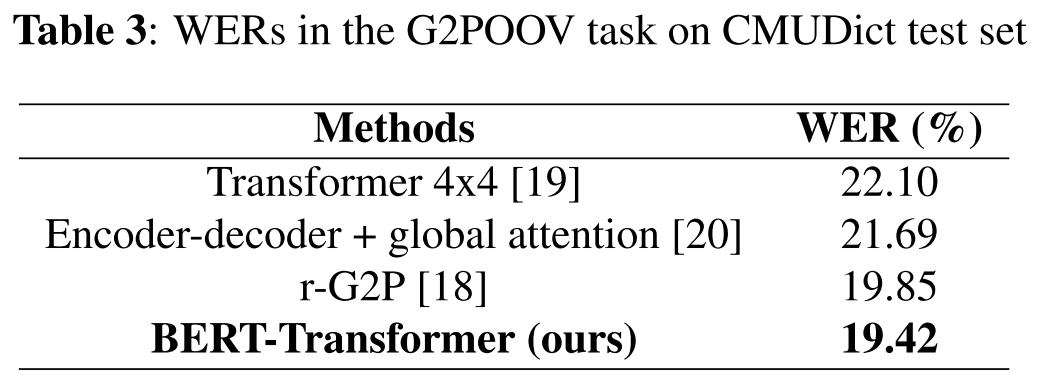 Table 3: WERs in the G2POOV task on CMUDict test set
Methods WER (%)
Transformer 4x4 [19] 22.10
Encoder-decoder + global attention [20] 21.69
r-G2P [18] 19.85
BERT-Transformer (ours) 19.42